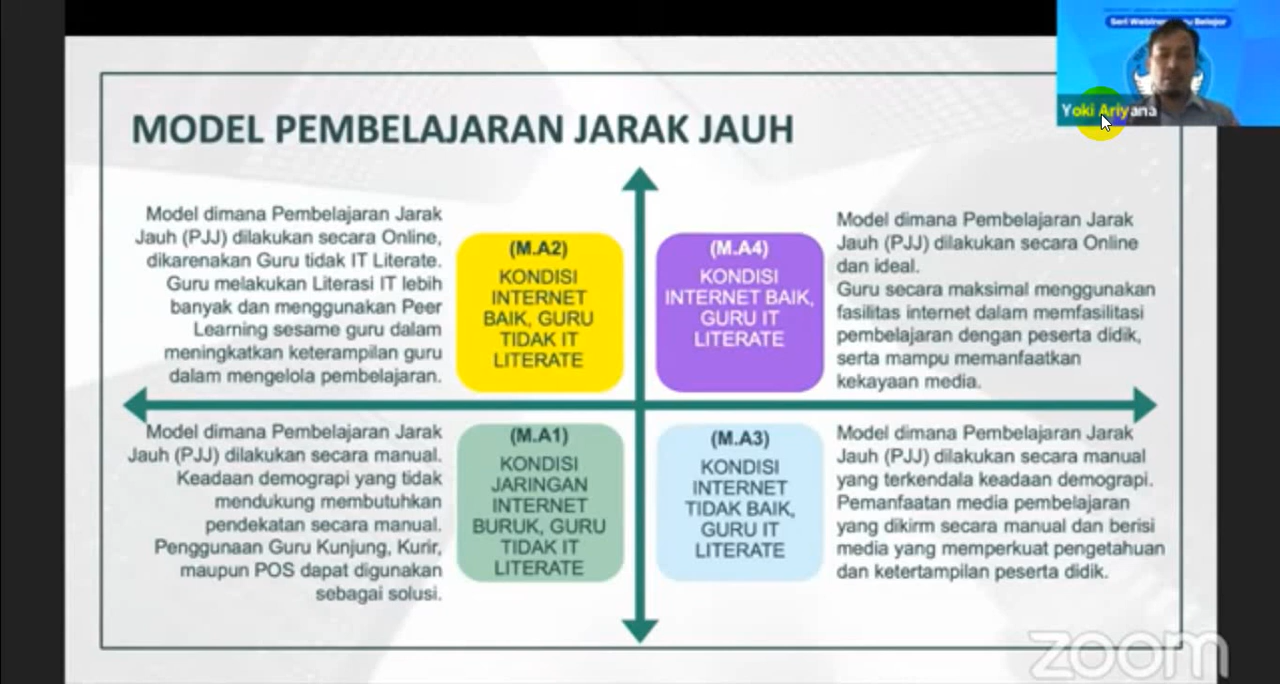 Seri Webinar Guru Belajar
Yoki Ariyana
MODEL PEMBELAJARAN JARAK JAUH
Model dimana Pembelajaran Jarak
Jauh (PJJ) dilakukan secara Online,
dikarenakan Guru tidak IT Literate.
Guru melakukan Literasi IT lebih
banyak dan menggunakan Peer
Learning sesame guru dalam
meningkatkan keterampilan guru
dalam mengelola pembelajaran.
(M.A2)
KONDISI
INTERNET
BAIK, GURU
TIDAK IT
LITERATE
(M.A4)
KONDISI
INTERNET BAIK,
GURU IT
LITERATE
Model dimana Pembelajaran Jarak
Jauh (PJJ) dilakukan secara Online
dan ideal.
Guru secara maksimal menggunakan
fasilitas internet dalam memfasilitasi
pembelajaran dengan peserta didik,
serta mampu memanfaatkan
kekayaan media.
Model dimana Pembelajaran Jarak
Jauh (PJJ) dilakukan secara manual.
Keadaan demograpi yang tidak
mendukung membutuhkan
pendekatan secara manual.
Penggunaan Guru Kunjung, Kurir,
maupun POS dapat digunakan
sebagai solusi.
(M.A1)
KONDISI
JARINGAN
INTERNET
BURUK, GURU
TIDAK IT
LITERATE
(M.A3)
KONDISI
INTERNET
TIDAK BAIK,
GURU IT
LITERATE
Model dimana Pembelajaran Jarak
Jauh (PJJ) dilakukan secara manual
yang terkendala keadaan demograpi.
Pemanfaatan media pembelajaran
yang dikirm secara manual dan berisi
media yang memperkuat pengetahuan
dan ketertampilan peserta didik.
zoom